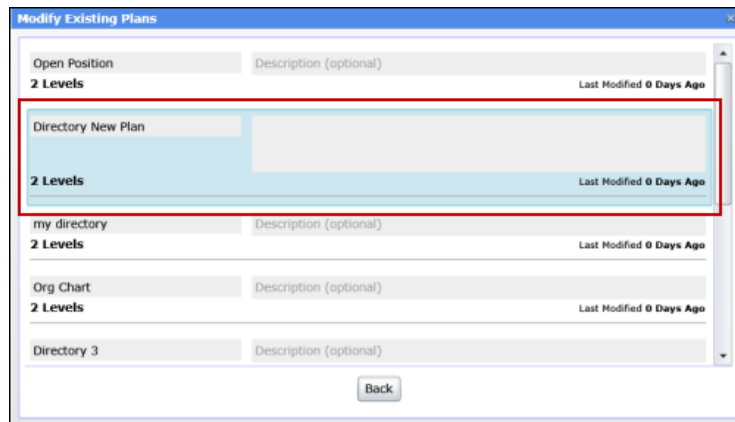 Modify Existing Plans
Open Position Description (optional)
2 Levels Last Modified 0 Days Ago
Directory New Plan
2 Levels Last Modified 0 Days Ago
my directory Description (optional)
2 Levels Last Modified 0 Days Ago
Org Chart Description (optional)
2 Levels Last Modified 0 Days Ago
Directory 3 Description (optional)
Back